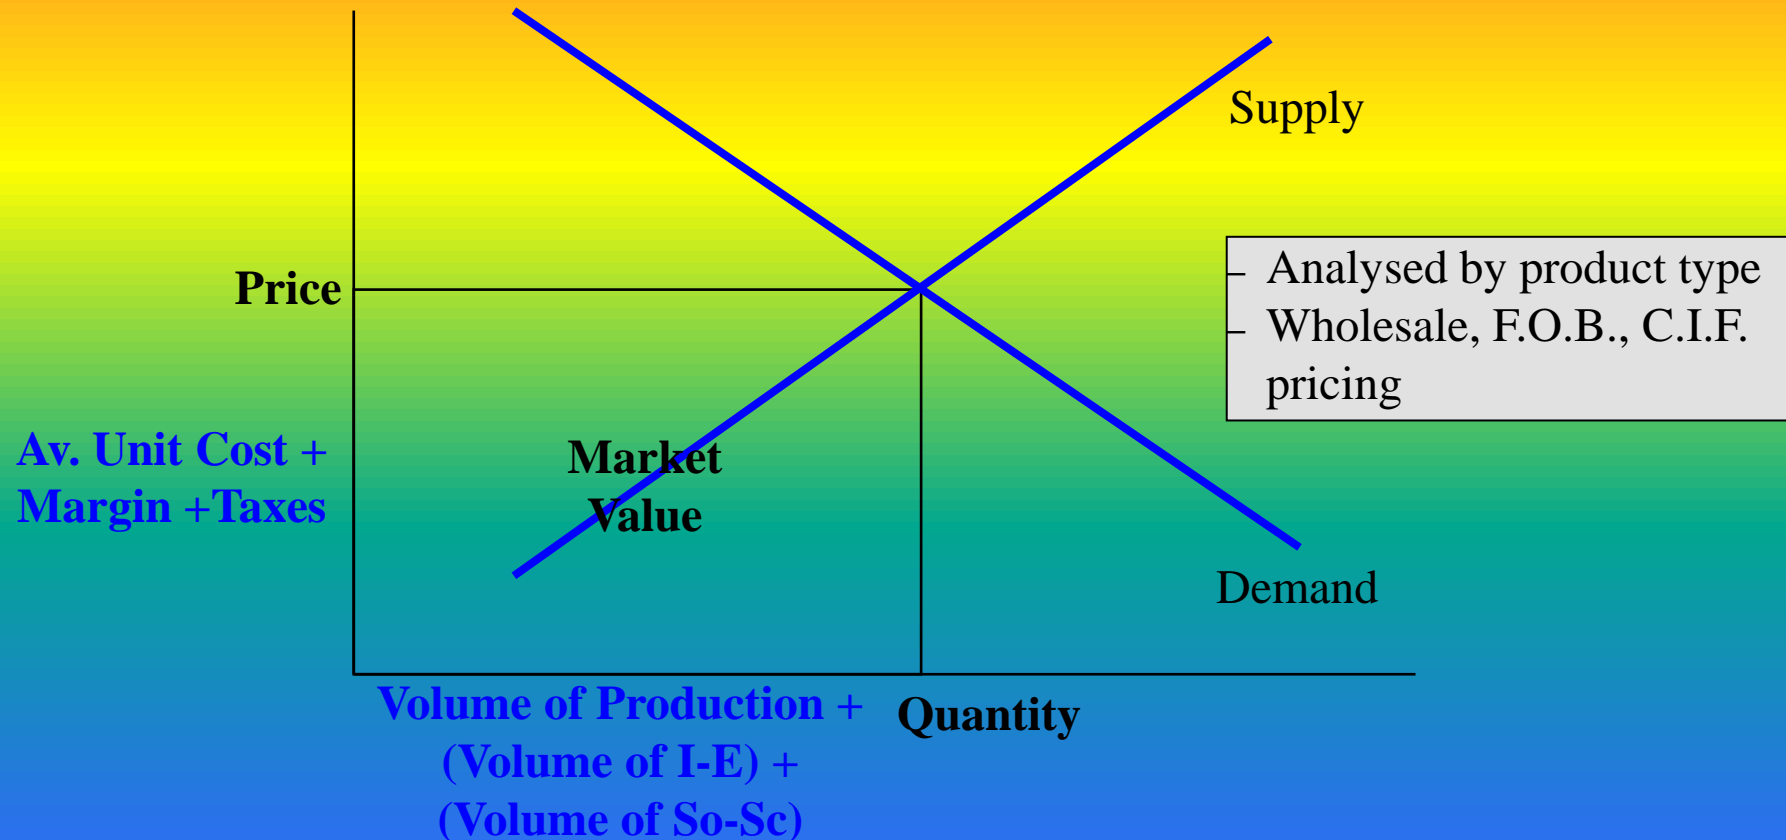 Supply
– Analysed by product type
Price
– Wholesale, F.O.B., C.I.F.
pricing
Av. Unit Cost +
Margin +Taxes
Market
Value
Demand
Volume of Production +
(Volume of I-E) +
(Volume of So-Sc)
Quantity